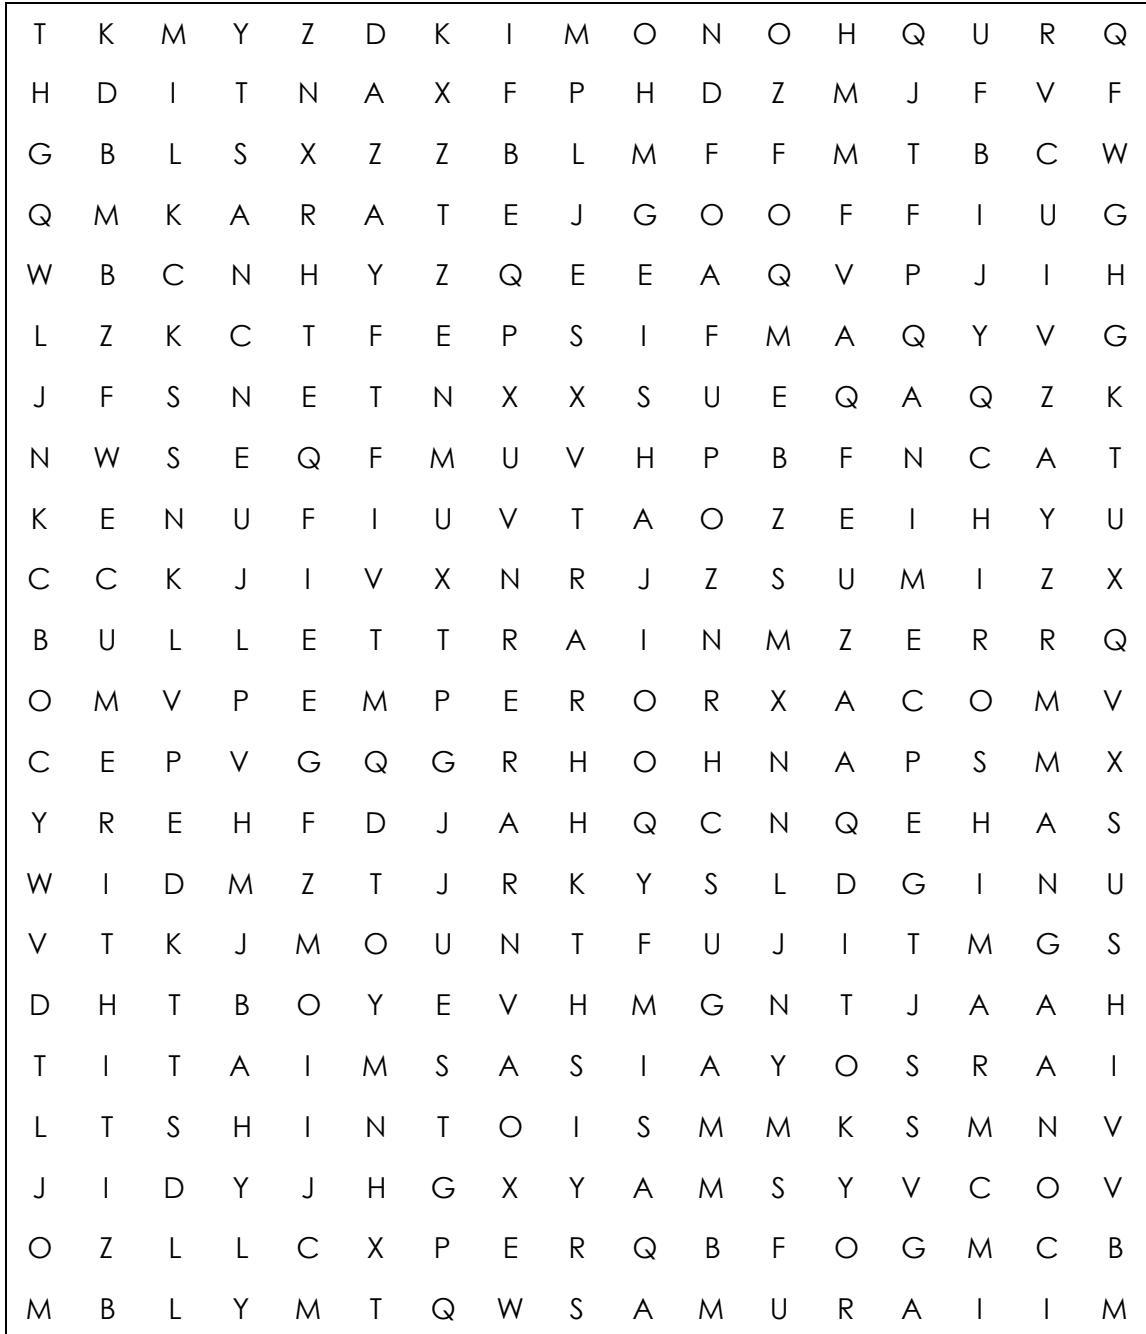 T K M Y Z D K I M O N O H Q U R Q
H D I T N A X F P H D Z M J F V F
G B L S X Z Z B L M F F M T B C W
Q M K A R A T E J G O O F F I U G
W B C N H Y Z Q E E A Q V P J I H
L Z K C T F E P S I F M A Q Y V G
J F S N E T N X X S U E Q A Q Z K
N W S E Q F M U V H P B F N C A T
K E N U F I U V T A O Z E I H Y U
C C K J I V X N R J Z S U M I Z X
B U L L E T T R A I N M Z E R R Q
O M V P E M P E R O R X A C O M V
C E P V G Q G R H O H N A P S M X
Y R E H F D J A H Q C N Q E H A S
W I D M Z T J R K Y S L D G I N U
V T K J M O U N T F U J I T M G S
D H T B O Y E V H M G N T J A A H
T I T A I M S A S I A Y O S R A I
L T S H I N T O I S M M K S M N V
J I D Y J H G X Y A M S Y V C O V
O Z L L C X P E R Q B F O G M C B
M B L Y M T Q W S A M U R A I I M